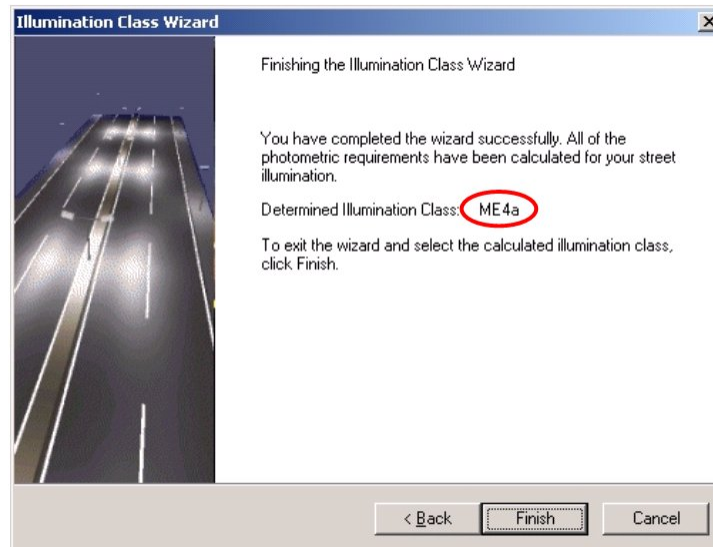 Illumination Class Wizard
Finishing the Illumination Class Wizard
You have completed the wizard successfully. All of the
photometric requirements have been calculated for your street
illumination.
Determined Illumination Class: ME4a
To exit the wizard and select the calculated illumination class,
click Finish.
< Back Finish Cancel